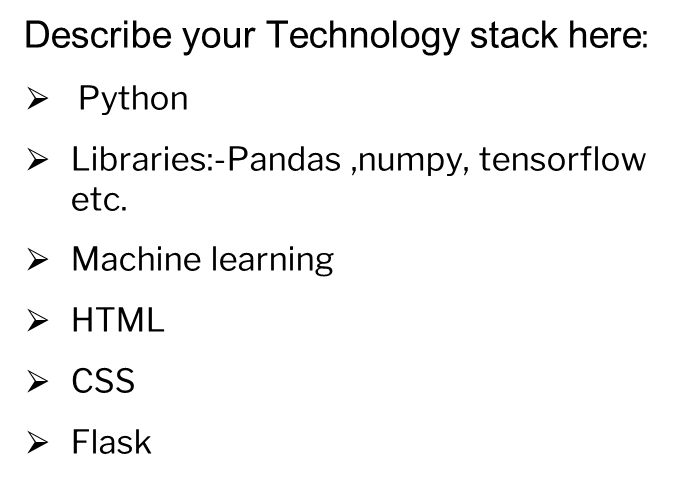 Describe your Technology stack here:
➢ Python
➢ Libraries:-Pandas ,numpy, tensorflow
etc.
➢ Machine learning
➢ HTML
➢ CSS
➢ Flask